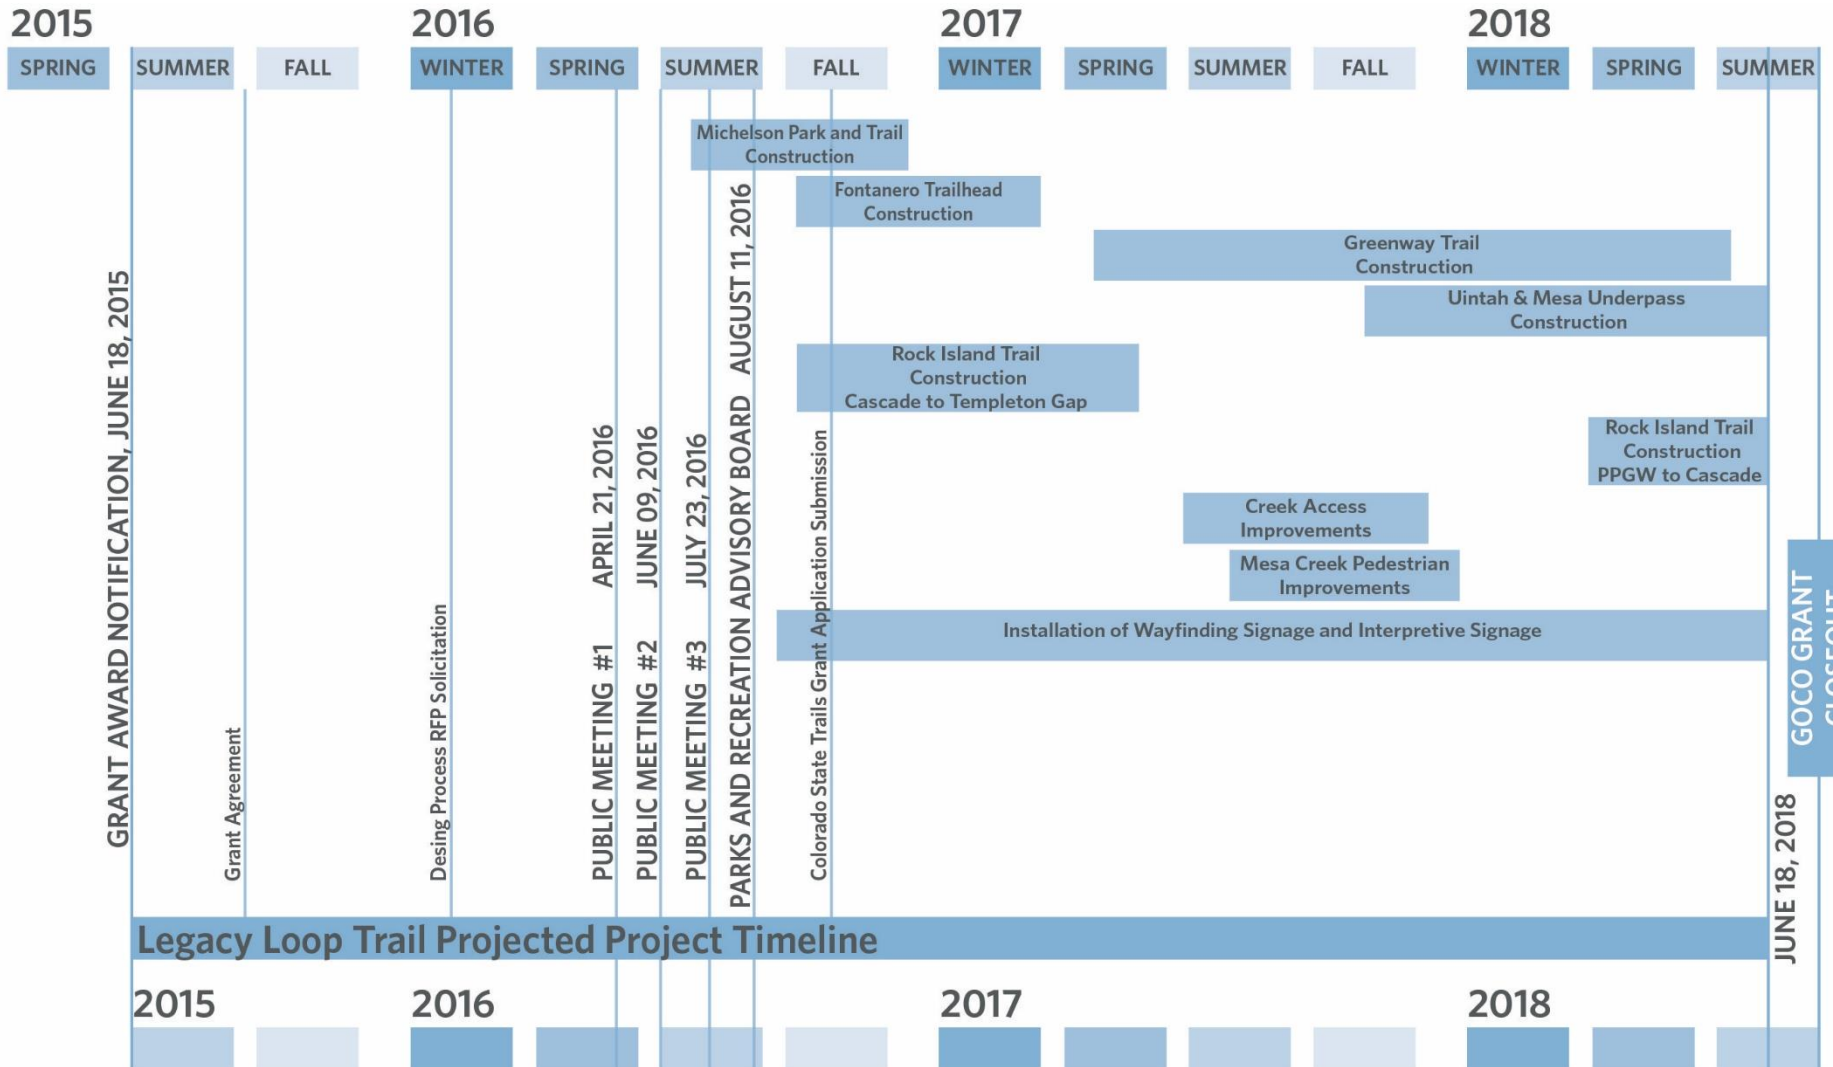 2015
2016
2017
2018
SPRING
SUMMER
FALL
WINTER
SPRING
SUMMER
FALL
WINTER
SPRING
SUMMER
FALL
WINTER
SPRING
SUMMER
Michelson Park and Trail
Construction
Fontanero Trailhead
Construction
Greenway Trail
Construction
Uintah & Mesa Underpass
Construction
Rock Island Trail
Construction
Cascade to Templeton Gap
Rock Island Trail
Construction
PPGW to Cascade
Creek Access
Improvements
Mesa Creek Pedestrian
Improvements
Installation of Wayfinding Signage and Interpretive Signage
GRANT AWARD NOTIFICATION, JUNE 18, 2015
Grant Agreement
Desing Process RFP Solicitation
PUBLIC MEETING #1 APRIL 21, 2016
PUBLIC MEETING #2 JUNE 09, 2016
PUBLIC MEETING #3 JULY 23, 2016
PARKS AND RECREATION ADVISORY BOARD AUGUST 11, 2016
Colorado State Trails Grant Application Submission
GOCO GRANT
CLOSEOUT
JUNE 18, 2018
Legacy Loop Trail Projected Project Timeline
2015
2016
2017
2018